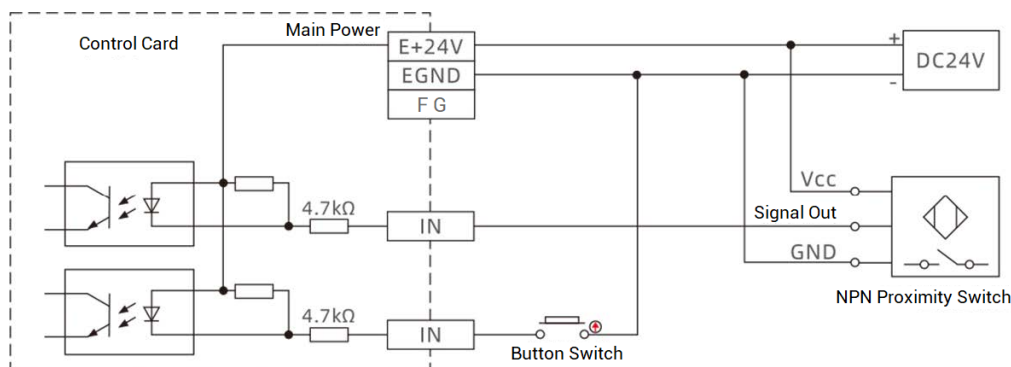 Control Card
Main Power
E+24V
EGND
FG
+
-
DC24V
Vcc
Signal Out
GND
NPN Proximity Switch
4.7kΩ
IN
4.7kΩ
IN
Button Switch